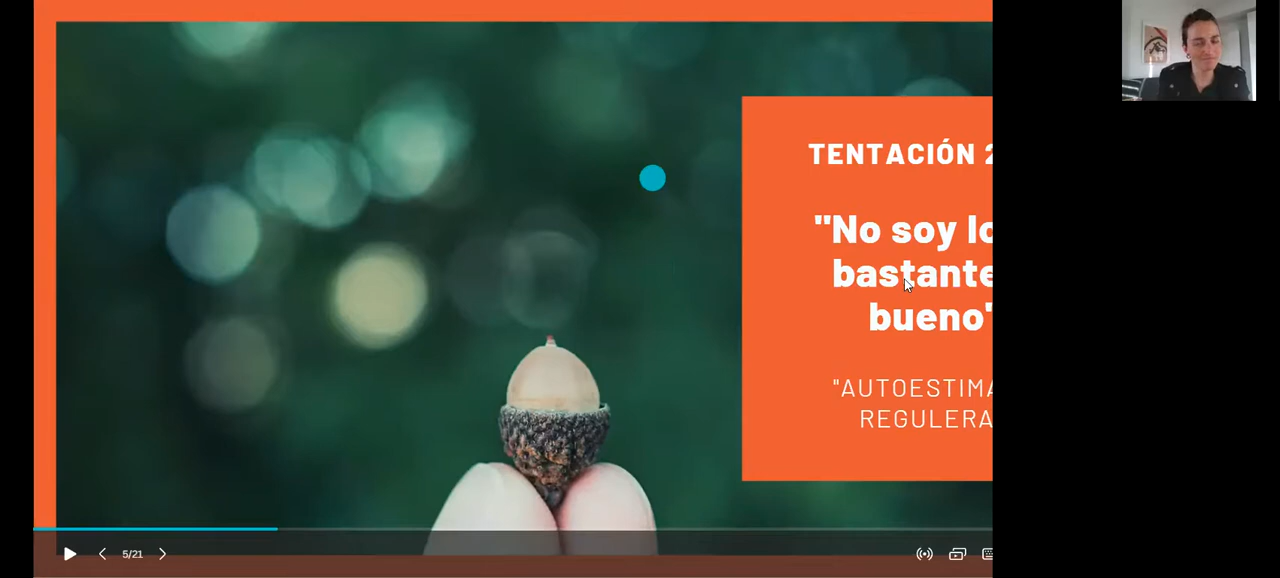 TENTACIÓN 2
"No soy lo
bastante
bueno"
"AUTOESTIMA
REGULERA
5/21